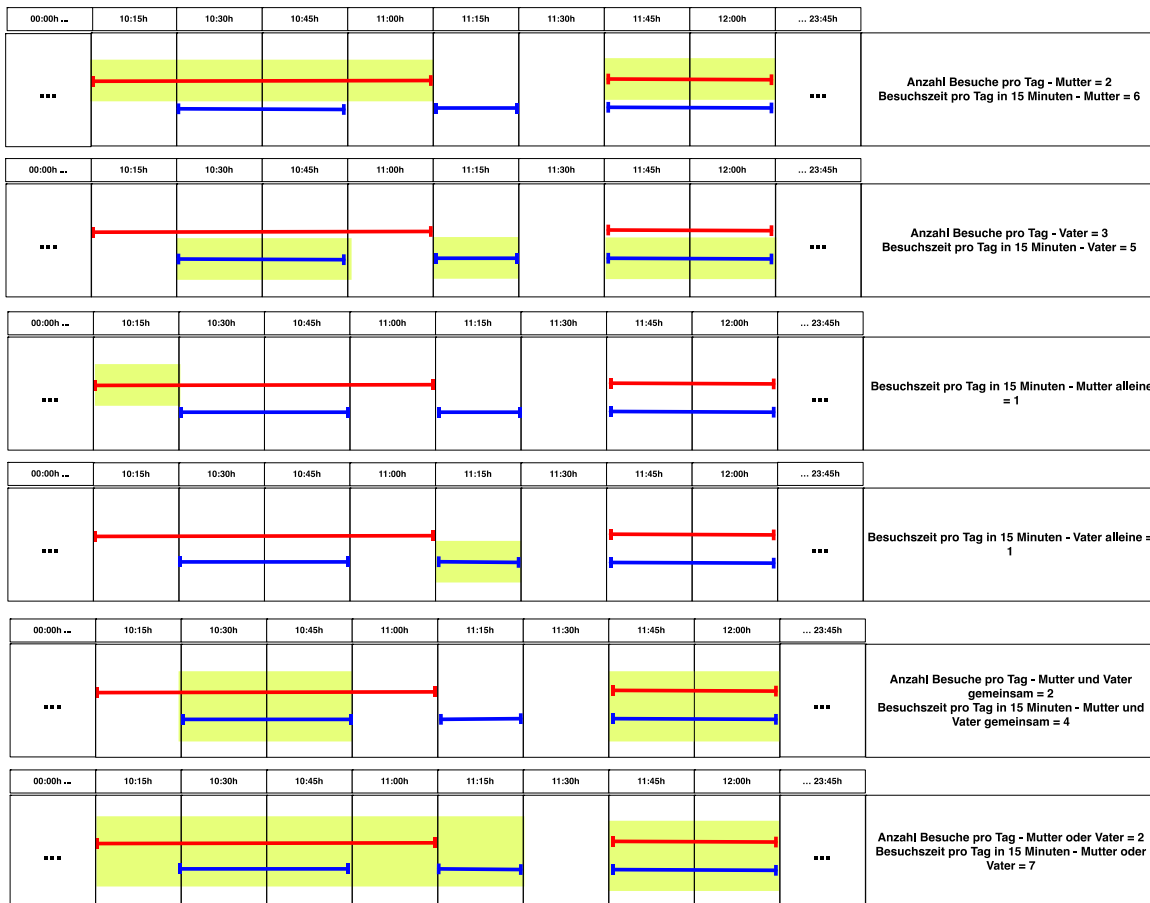 00:00h ... 10:15h 10:30h 10:45h 11:00h 11:15h 11:30h 11:45h 12:00h ... 23:45h
... ...
Anzahl Besuche pro Tag - Mutter = 2
Besuchszeit pro Tag in 15 Minuten - Mutter = 6
00:00h ... 10:15h 10:30h 10:45h 11:00h 11:15h 11:30h 11:45h 12:00h ... 23:45h
... ...
Anzahl Besuche pro Tag - Vater = 3
Besuchszeit pro Tag in 15 Minuten - Vater = 5
00:00h ... 10:15h 10:30h 10:45h 11:00h 11:15h 11:30h 11:45h 12:00h ... 23:45h
... ...
Besuchszeit pro Tag in 15 Minuten - Mutter alleine
= 1
00:00h ... 10:15h 10:30h 10:45h 11:00h 11:15h 11:30h 11:45h 12:00h ... 23:45h
... ...
Besuchszeit pro Tag in 15 Minuten - Vater alleine =
1
00:00h ... 10:15h 10:30h 10:45h 11:00h 11:15h 11:30h 11:45h 12:00h ... 23:45h
... ...
Anzahl Besuche pro Tag - Mutter und Vater
gemeinsam = 2
Besuchszeit pro Tag in 15 Minuten - Mutter und
Vater gemeinsam = 4
00:00h ... 10:15h 10:30h 10:45h 11:00h 11:15h 11:30h 11:45h 12:00h ... 23:45h
... ...
Anzahl Besuche pro Tag - Mutter oder Vater = 2
Besuchszeit pro Tag in 15 Minuten - Mutter oder
Vater = 7